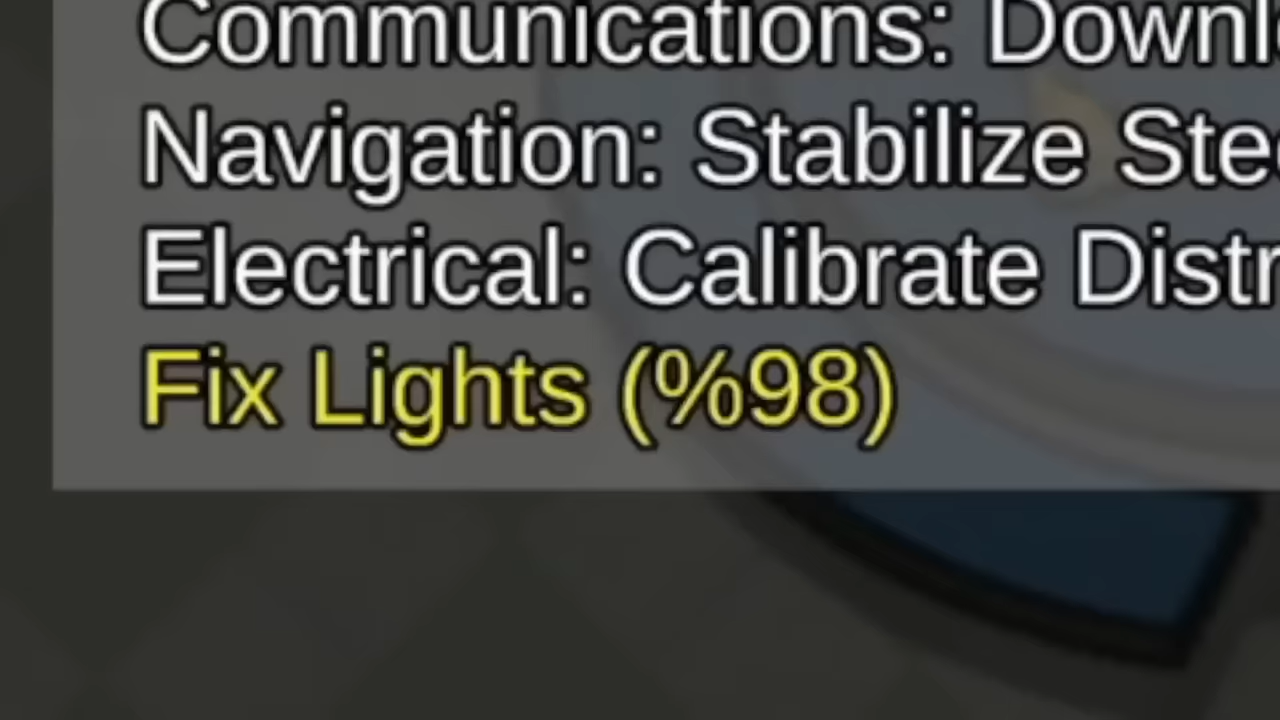 Communications: Downl
Navigation: Stabilize Ste
Electrical: Calibrate Distr
Fix Lights (%98)